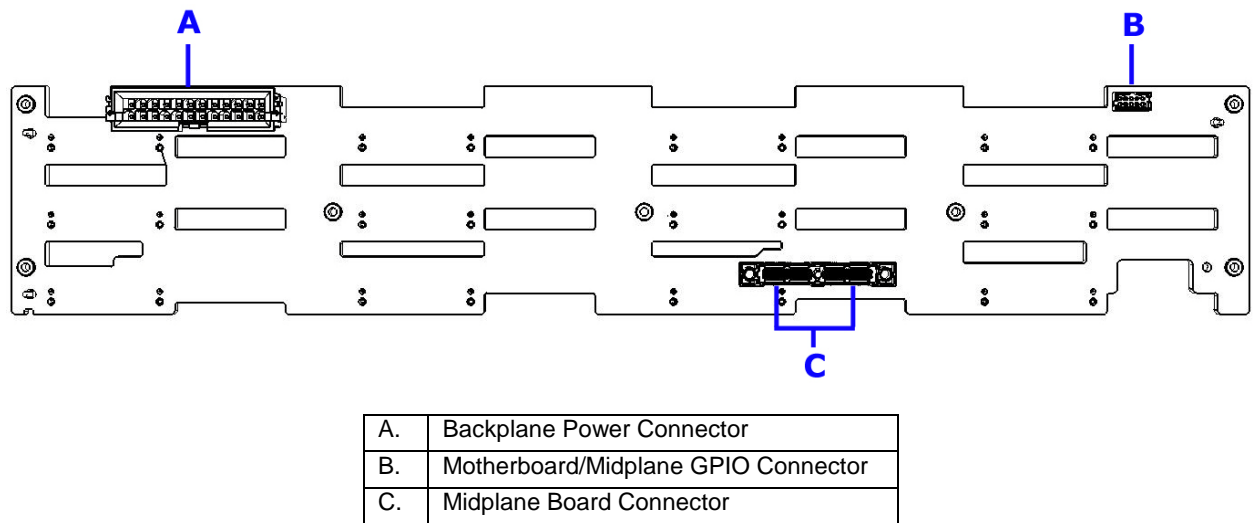 A
B
C
A. Backplane Power Connector
B. Motherboard/Midplane GPIO Connector
C. Midplane Board Connector